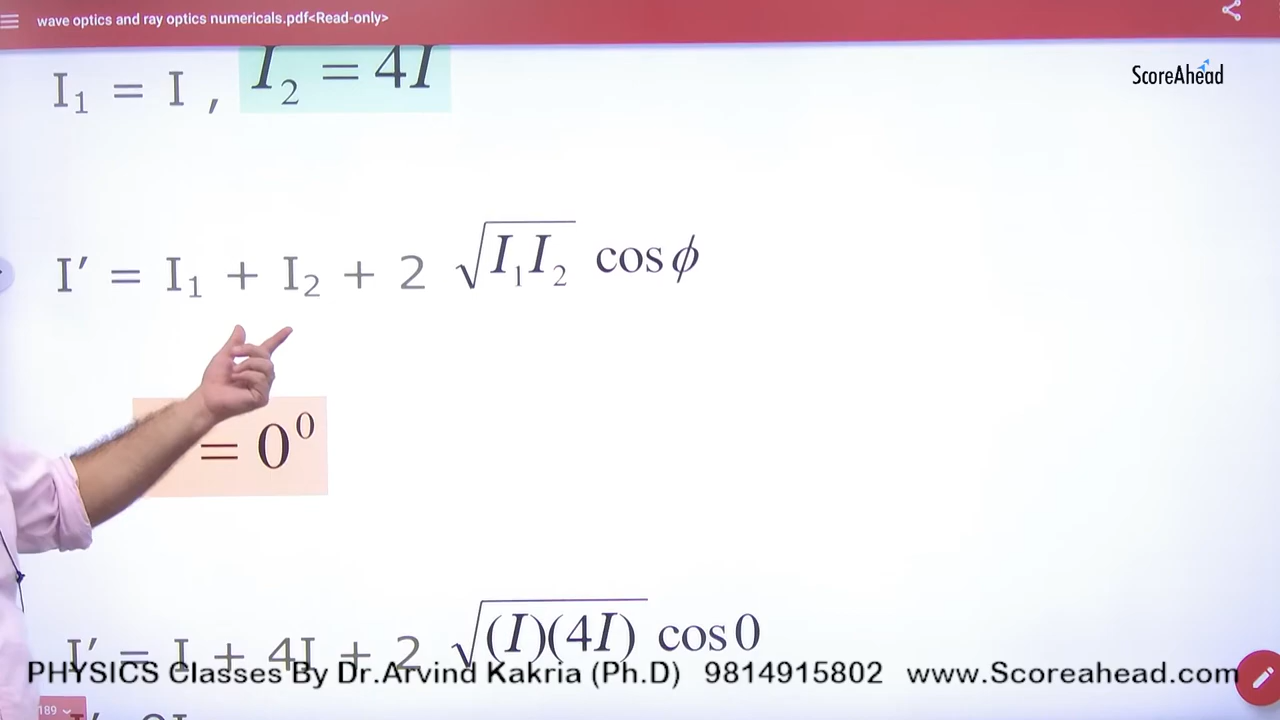 wave optics and ray optics numericals.pdf<Read-only>
ScoreAhead
I₁ = I , I₂ = 4I
I′ = I₁ + I₂ + 2 √(I₁I₂) cos ϕ
= 0⁰
I′ = I + 4I + 2 √((I)(4I)) cos 0
PHYSICS Classes By Dr.Arvind Kakria (Ph.D) 9814915802 www.Scoreahead.com
189